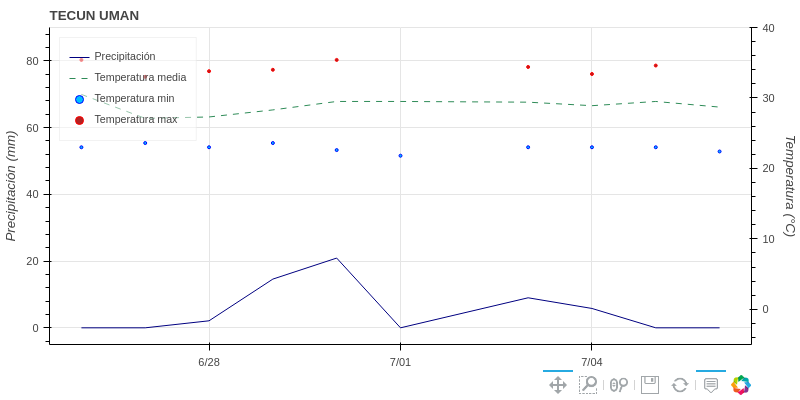 TECUN UMAN
Precipitación
Temperatura media
Temperatura min
Temperatura max
Precipitación (mm)
80
60
40
20
0
Temperatura (°C)
40
30
20
10
0
6/28
7/01
7/04